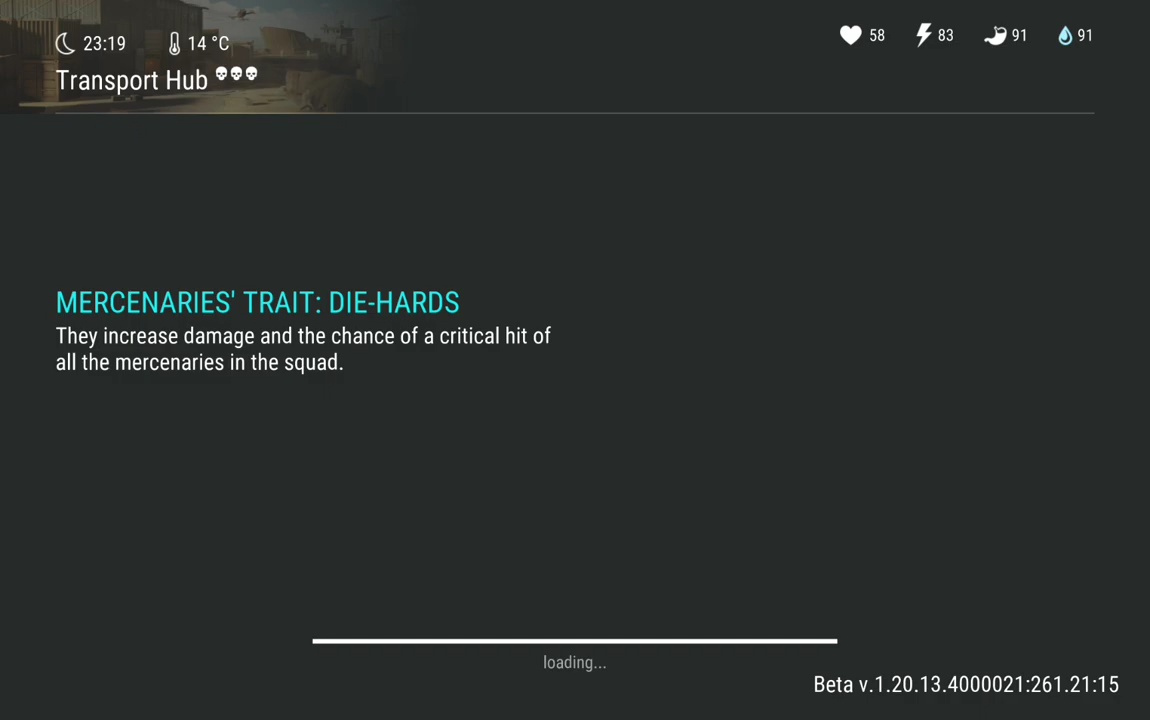 23:19 14 °C 58 83 91 91
Transport Hub
MERCENARIES' TRAIT: DIE-HARDS
They increase damage and the chance of a critical hit of
all the mercenaries in the squad.
loading...
Beta v.1.20.13.4000021:261.21:15